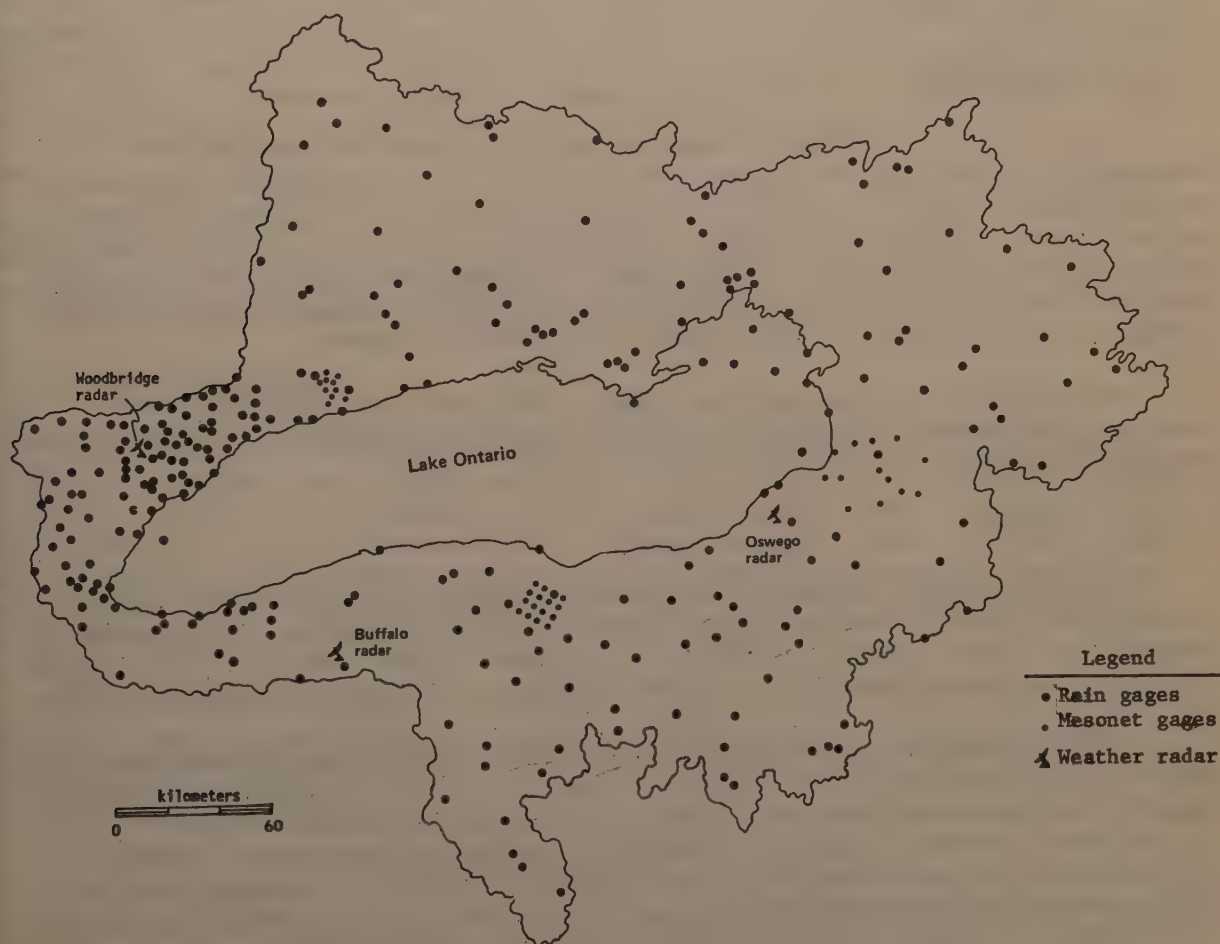 Woodbridge
radar
Lake Ontario
Oswego
radar
Buffalo
radar
Legend
Rain gages
Mesonet gages
Weather radar
kilometers
0 60